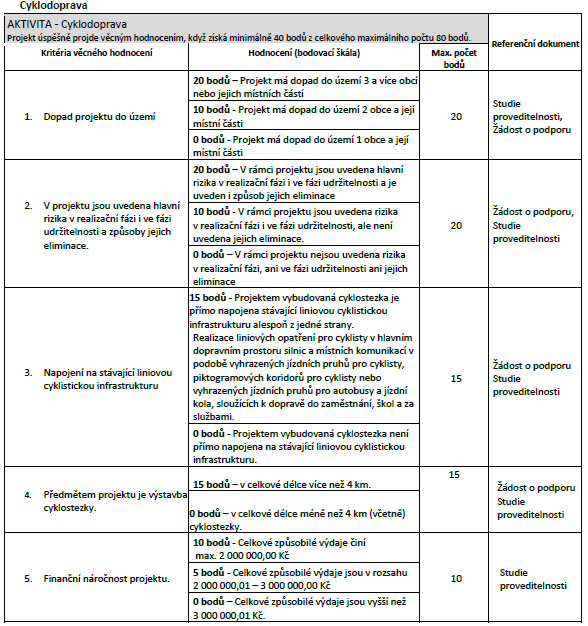 Cyklodoprava
AKTIVITA - Cyklodoprava
Projekt úspěšně projde věcným hodnocením, když získá minimálně 40 bodů z celkového maximálního počtu 80 bodů.
Referenční dokument
Kritéria věcného hodnocení
Hodnocení (bodovací škála)
Max. počet
bodů
1. Dopad projektu do území
20 bodů – Projekt má dopad do území 3 a více obcí
nebo jejich místních částí
10 bodů - Projekt má dopad do území 2 obce a její
místní části
0 bodů - Projekt má dopad do území 1 obce a její
místní části
20
Studie
proveditelnosti,
Žádost o podporu
2. V projektu jsou uvedena hlavní
rizika v realizační fázi i ve fázi
udržitelnosti a způsoby jejich
eliminace.
20 bodů – V rámci projektu jsou uvedena hlavní
rizika v realizační fázi i ve fázi udržitelnosti a je
uveden i způsob jejich eliminace
10 bodů - V rámci projektu jsou uvedena rizika
v realizační fázi i ve fázi udržitelnosti, ale není
uvedena jejich eliminace.
0 bodů – V rámci projektu nejsou uvedena rizika
v realizační fázi, ani ve fázi udržitelnosti ani jejich
eliminace
20
Žádost o podporu,
Studie
proveditelnosti
3. Napojení na stávající liniovou
cyklistickou infrastrukturu
15 bodů - Projektem vybudovaná cyklostezka je
přímo napojena stávající liniovou cyklistickou
infrastrukturu alespoň z jedné strany.
Realizace liniových opatření pro cyklisty v hlavním
dopravním prostoru silnic a místních komunikací v
podobě vyhrazených jízdních pruhů pro cyklisty,
piktogramových koridorů pro cyklisty nebo
vyhrazených jízdních pruhů pro autobusy a jízdní
kola, sloužících k dopravě do zaměstnání, škol a za
službami.
0 bodů - Projektem vybudovaná cyklostezka není
přímo napojena na stávající liniovou cyklistickou
infrastrukturu.
15
Žádost o podporu
Studie
proveditelnosti
4. Předmětem projektu je výstavba
cyklostezky.
15 bodů – v celkové délce více než 4 km.
0 bodů – v celkové délce méně než 4 km (včetně)
cyklostezky.
15
Žádost o podporu
Studie
proveditelnosti
5. Finanční náročnost projektu.
10 bodů - Celkové způsobilé výdaje činí
max. 2 000 000,00 Kč
5 bodů - Celkové způsobilé výdaje jsou v rozsahu
2 000 000,01 – 3 000 000,00 Kč
0 bodů – Celkové způsobilé výdaje jsou vyšší než
3 000 000,01 Kč.
10
Studie
proveditelnosti